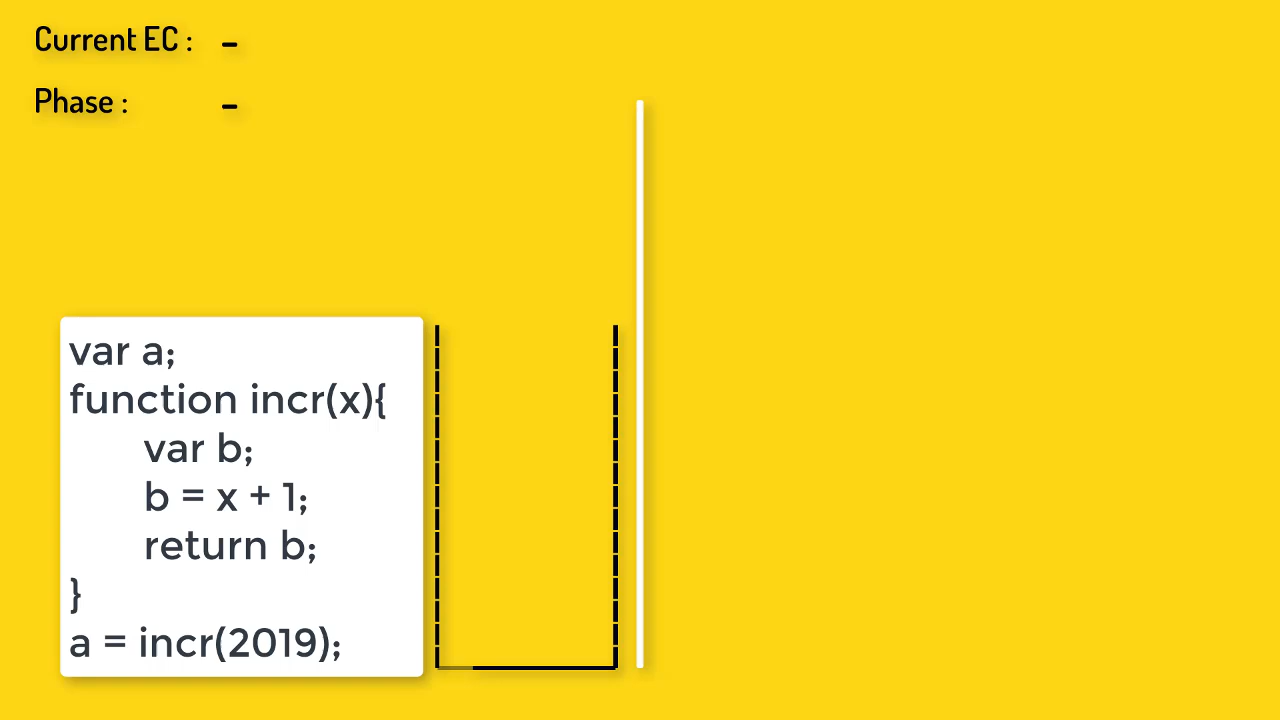 Current EC : -
Phase : -
var a;
function incr(x){
var b;
b = x + 1;
return b;
}
a = incr(2019);